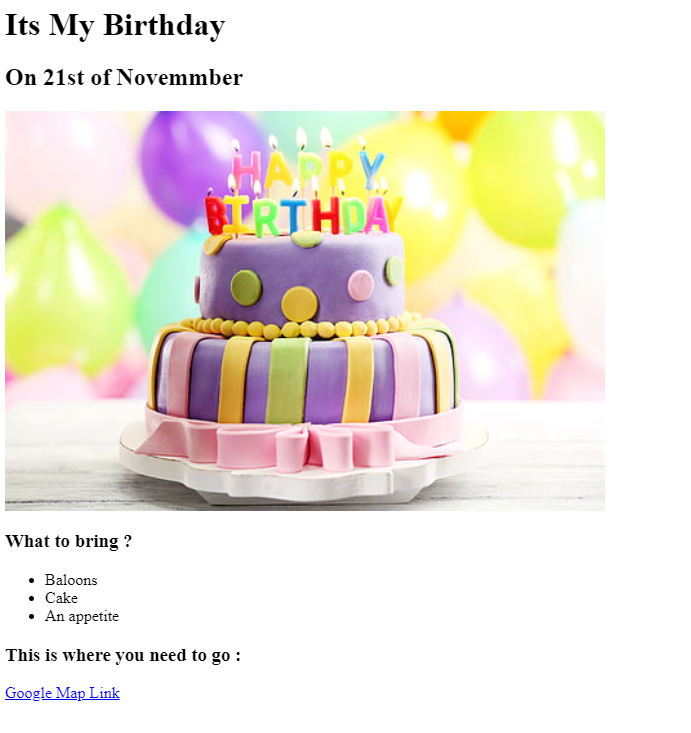 Its My Birthday
On 21st of Novemmber
HAPPY
BIRTHDAY
What to bring ?
Baloons
Cake
An appetite
This is where you need to go :
Google Map Link